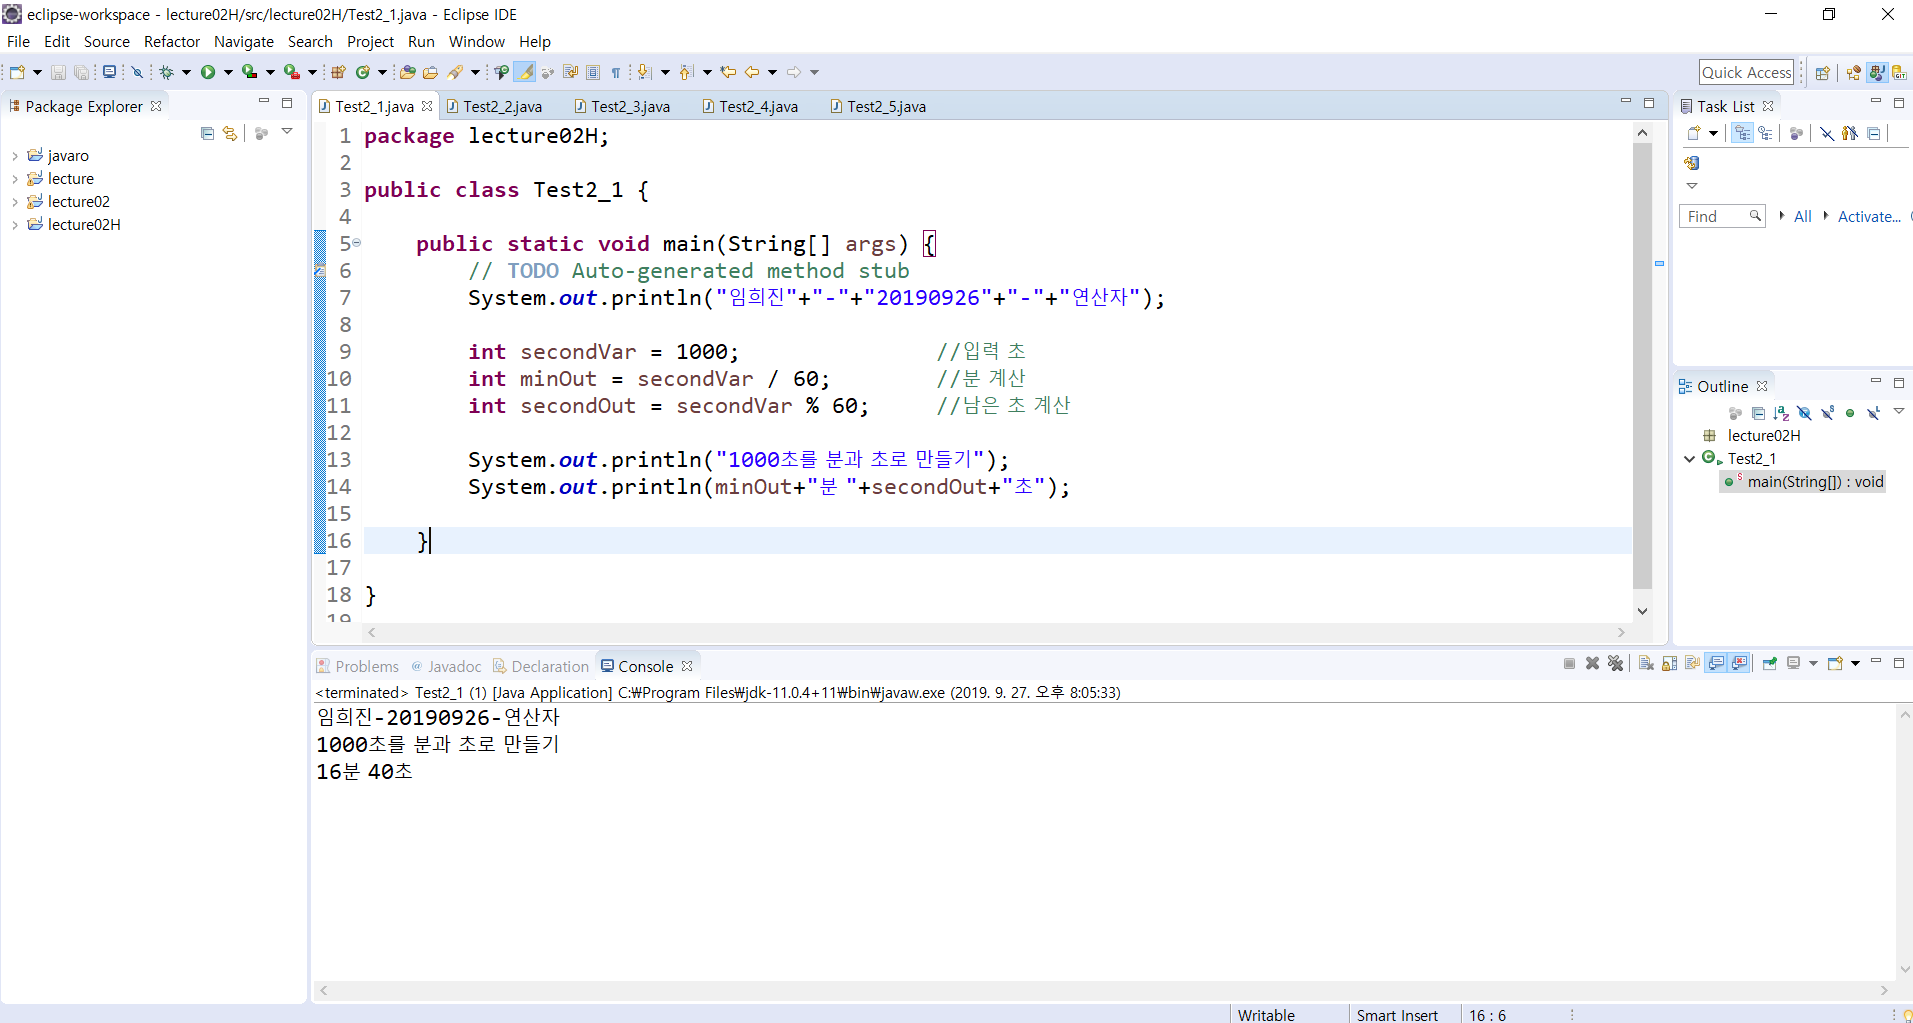 eclipse-workspace - lecture02H/src/lecture02H/Test2_1.java - Eclipse IDE
File Edit Source Refactor Navigate Search Project Run Window Help
Quick Access
Package Explorer
javaro
lecture
lecture02
lecture02H
Test2_1.java Test2_2.java Test2_3.java Test2_4.java Test2_5.java
1 package lecture02H;
2
3 public class Test2_1 {
4
5 public static void main(String[] args) {
6 // TODO Auto-generated method stub
7 System.out.println("임희진"+"-"+"20190926"+"-"+"연산자");
8
9 int secondVar = 1000; //입력 초
10 int minOut = secondVar / 60; //분 계산
11 int secondOut = secondVar % 60; //남은 초 계산
12
13 System.out.println("1000초를 분과 초로 만들기");
14 System.out.println(minOut+"분 "+secondOut+"초");
15
16 }
17
18 }
19
Task List
Find All Activate...
Outline
lecture02H
Test2_1
main(String[]) : void
Problems Javadoc Declaration Console
<terminated> Test2_1 (1) [Java Application] C:₩Program Files₩jdk-11.0.4+11₩bin₩javaw.exe (2019. 9. 27. 오후 8:05:33)
임희진-20190926-연산자
1000초를 분과 초로 만들기
16분 40초
Writable Smart Insert 16 : 6